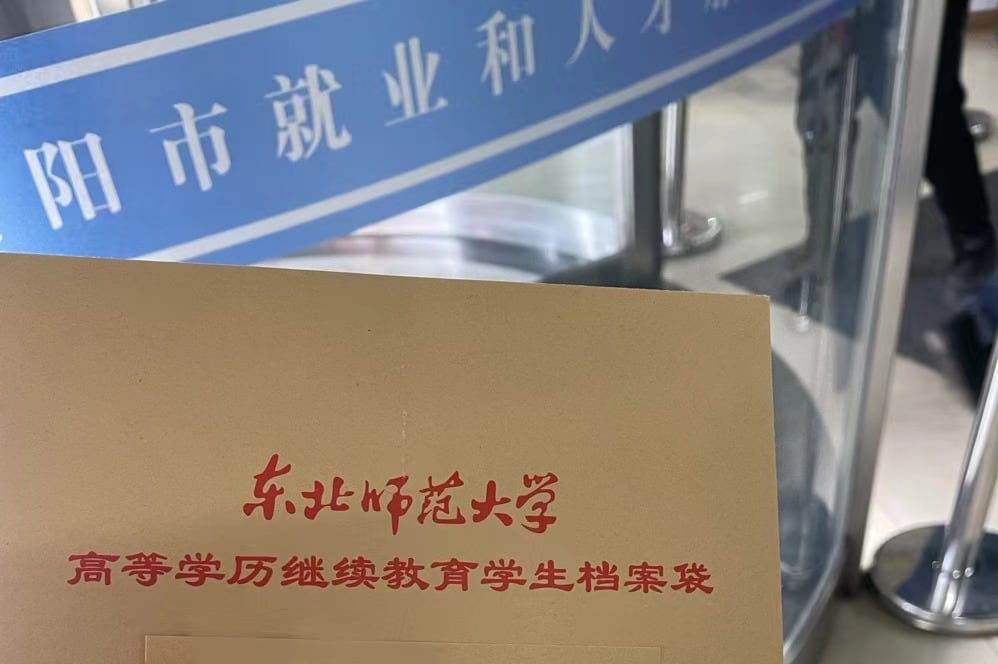 阳市就业和人才
东北师范大学
高等学历继续教育学生档案袋